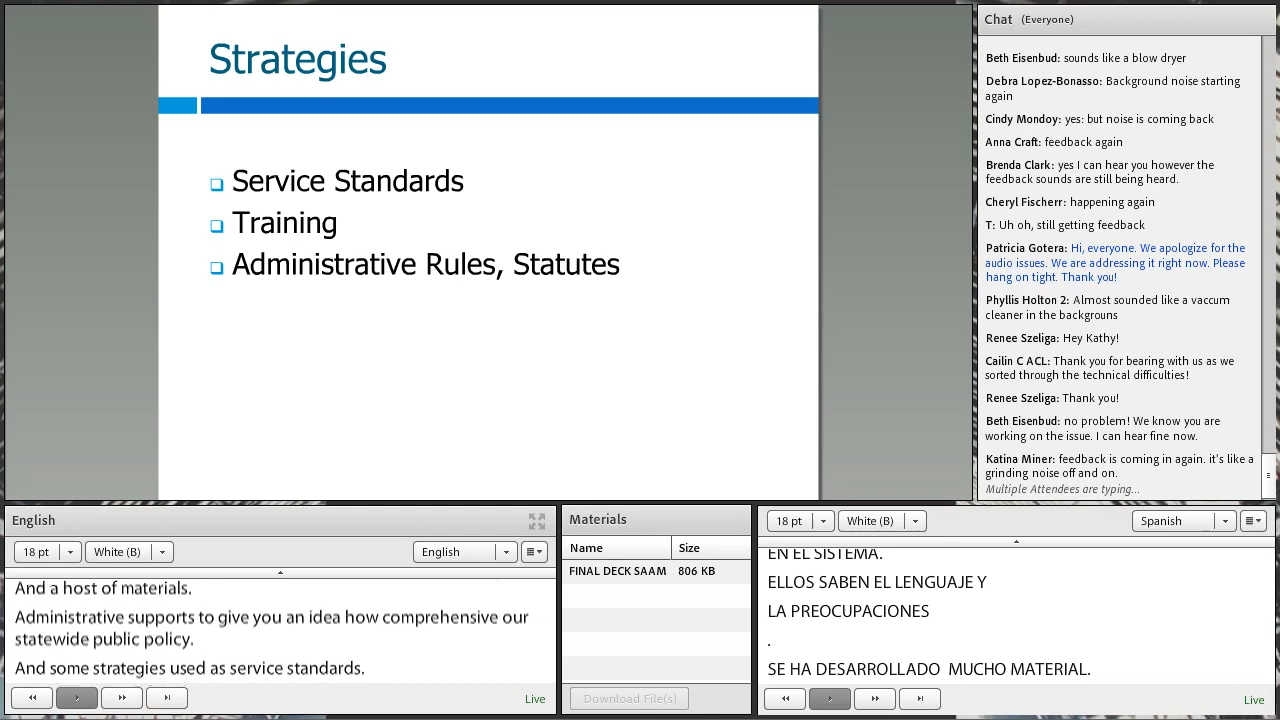 Strategies
Service Standards
Training
Administrative Rules, Statutes
Chat (Everyone)
Beth Eisenbud: sounds like a blow dryer
Debra Lopez-Bonasso: Background noise starting
again
Cindy Mondoy: yes: but noise is coming back
Anna Craft: feedback again
Brenda Clark: yes I can hear you however the
feedback sounds are still being heard.
Cheryl Fischerr: happening again
T: Uh oh, still getting feedback
Patricia Gotera: Hi, everyone. We apologize for the
audio issues. We are addressing it right now. Please
hang on tight. Thank you!
Phyllis Holton 2: Almost sounded like a vaccum
cleaner in the backgrouns
Renee Szeliga: Hey Kathy!
Cailin C ACL: Thank you for bearing with us as we
sorted through the technical difficulties!
Renee Szeliga: Thank you!
Beth Eisenbud: no problem! We know you are
working on the issue. I can hear fine now.
Katina Miner: feedback is coming in again. it's like a
grinding noise off and on.
Multiple Attendees are typing...
English
18 pt White (B) English
And a host of materials.
Administrative supports to give you an idea how comprehensive our
statewide public policy.
And some strategies used as service standards.
Live
Materials
Name Size
FINAL DECK SAAM 806 KB
Download File(s)
18 pt White (B) Spanish
EN EL SISTEMA.
ELLOS SABEN EL LENGUAJE Y
LA PREOCUPACIONES
.
SE HA DESARROLLADO MUCHO MATERIAL.
Live